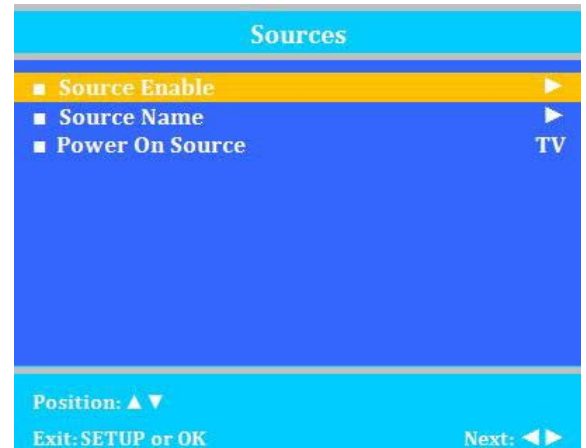 Sources
■ Source Enable ▶
■ Source Name ▶
■ Power On Source TV
Position: ▲ ▼
Exit: SETUP or OK Next: ◀ ▶